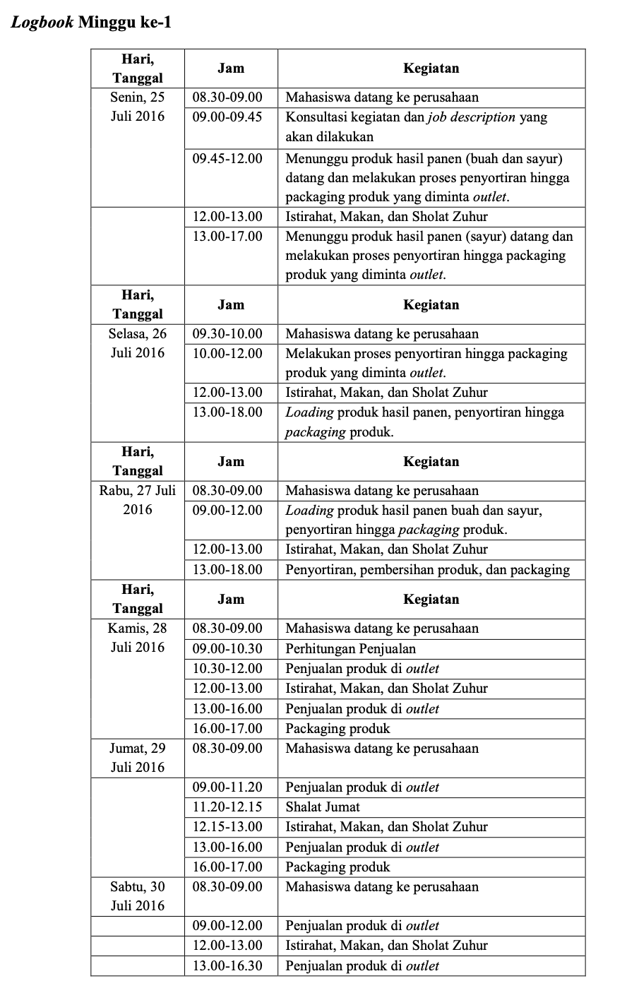 Logbook Minggu ke-1
Hari,
Tanggal
Jam
Kegiatan
Senin, 25
Juli 2016
08.30-09.00
Mahasiswa datang ke perusahaan
09.00-09.45
Konsultasi kegiatan dan job description yang
akan dilakukan
09.45-12.00
Menunggu produk hasil panen (buah dan sayur)
datang dan melakukan proses penyortiran hingga
packaging produk yang diminta outlet.
12.00-13.00
Istirahat, Makan, dan Sholat Zuhur
13.00-17.00
Menunggu produk hasil panen (sayur) datang dan
melakukan proses penyortiran hingga packaging
produk yang diminta outlet.
Hari,
Tanggal
Jam
Kegiatan
Selasa, 26
Juli 2016
09.30-10.00
Mahasiswa datang ke perusahaan
10.00-12.00
Melakukan proses penyortiran hingga packaging
produk yang diminta outlet.
12.00-13.00
Istirahat, Makan, dan Sholat Zuhur
13.00-18.00
Loading produk hasil panen, penyortiran hingga
packaging produk.
Hari,
Tanggal
Jam
Kegiatan
Rabu, 27 Juli
2016
08.30-09.00
Mahasiswa datang ke perusahaan
09.00-12.00
Loading produk hasil panen buah dan sayur,
penyortiran hingga packaging produk.
12.00-13.00
Istirahat, Makan, dan Sholat Zuhur
13.00-18.00
Penyortiran, pembersihan produk, dan packaging
Hari,
Tanggal
Jam
Kegiatan
Kamis, 28
Juli 2016
08.30-09.00
Mahasiswa datang ke perusahaan
09.00-10.30
Perhitungan Penjualan
10.30-12.00
Penjualan produk di outlet
12.00-13.00
Istirahat, Makan, dan Sholat Zuhur
13.00-16.00
Penjualan produk di outlet
16.00-17.00
Packaging produk
Jumat, 29
Juli 2016
08.30-09.00
Mahasiswa datang ke perusahaan
09.00-11.20
Penjualan produk di outlet
11.20-12.15
Shalat Jumat
12.15-13.00
Istirahat, Makan, dan Sholat Zuhur
13.00-16.00
Penjualan produk di outlet
16.00-17.00
Packaging produk
Sabtu, 30
Juli 2016
08.30-09.00
Mahasiswa datang ke perusahaan
09.00-12.00
Penjualan produk di outlet
12.00-13.00
Istirahat, Makan, dan Sholat Zuhur
13.00-16.30
Penjualan produk di outlet